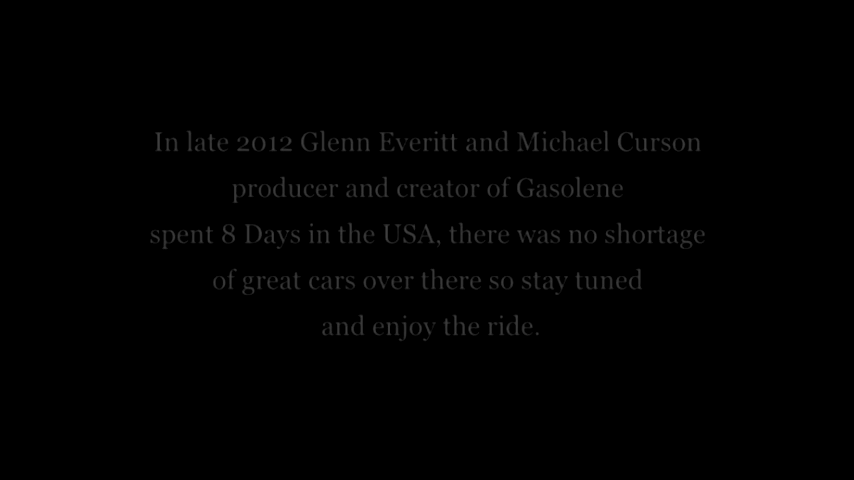 In late 2012 Glenn Everitt and Michael Curson
producer and creator of Gasolene
spent 8 Days in the USA, there was no shortage
of great cars over there so stay tuned
and enjoy the ride.